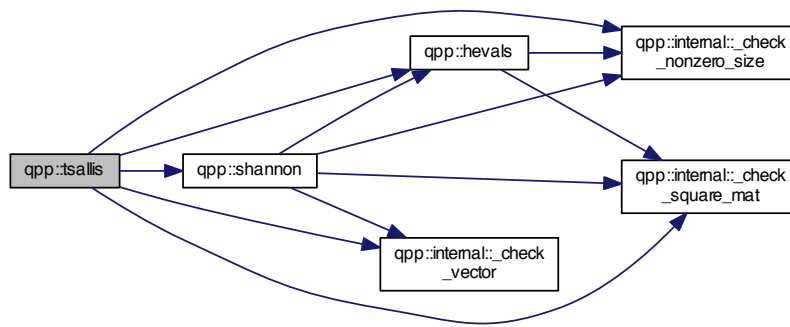 qpp::tsallis
qpp::shannon
qpp::hevals
qpp::internal::_check
_vector
qpp::internal::_check
_nonzero_size
qpp::internal::_check
_square_mat